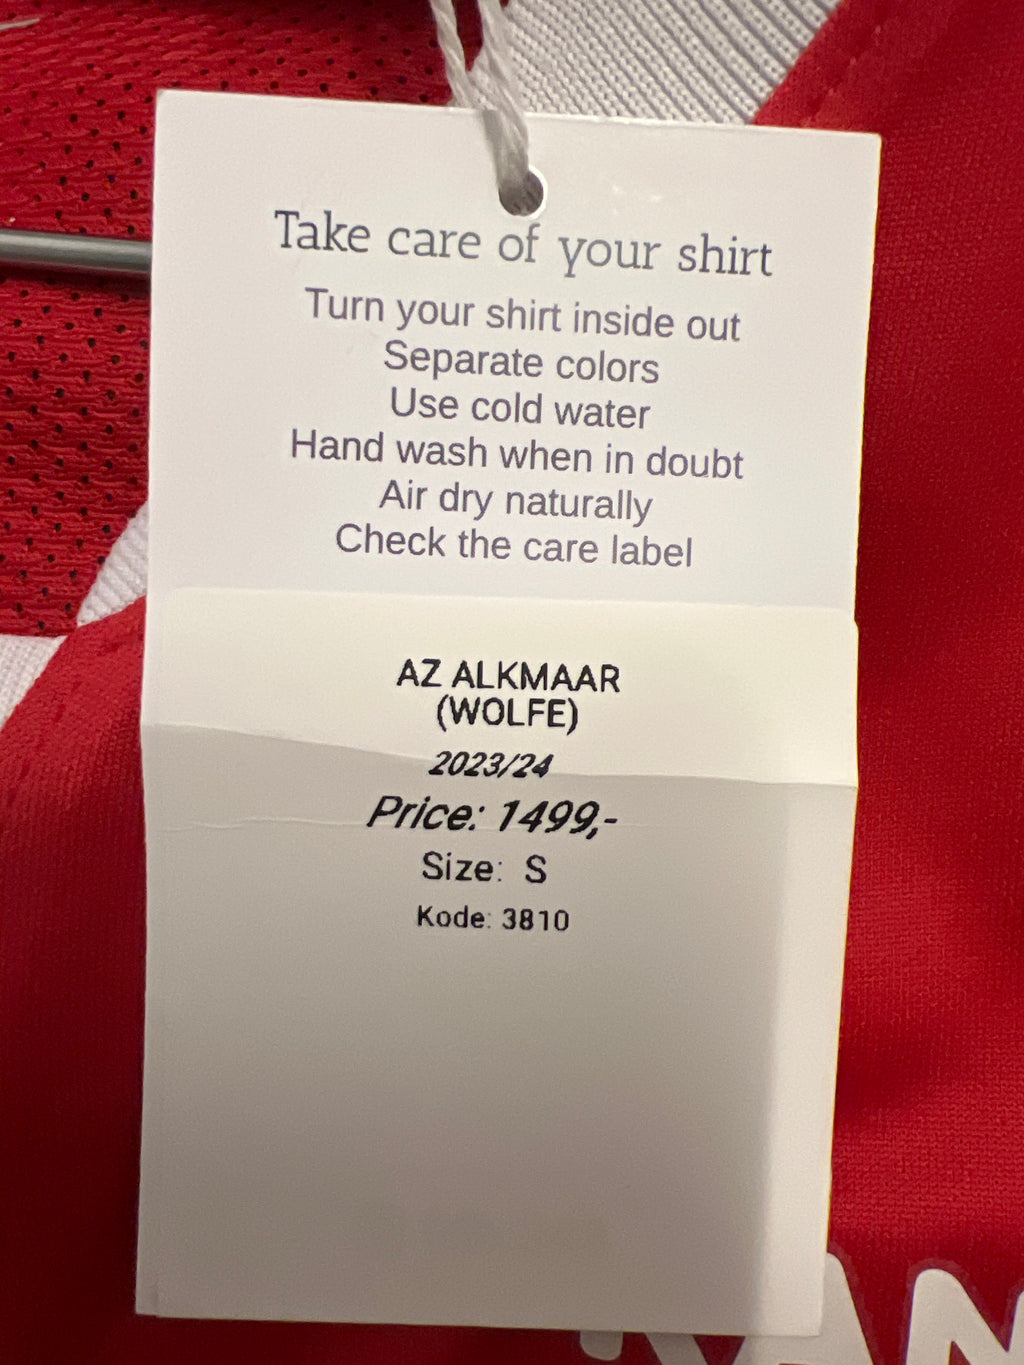 Take care of your shirt
Turn your shirt inside out
Separate colors
Use cold water
Hand wash when in doubt
Air dry naturally
Check the care label
AZ ALKMAAR
(WOLFE)
2023/24
Price: 1499,-
Size: S
Kode: 3810